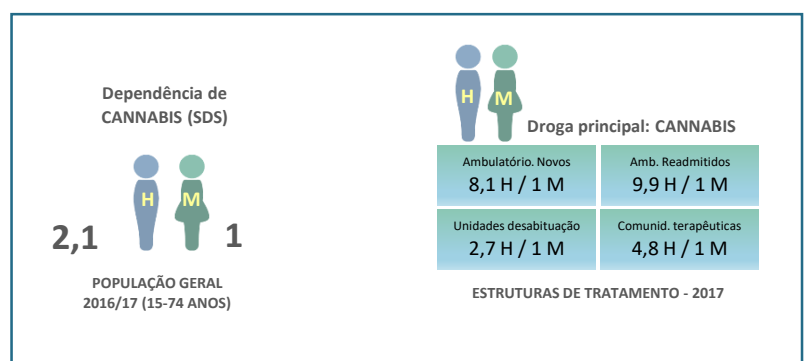 Dependência de
CANNABIS (SDS)
H
M
2,1
1
POPULAÇÃO GERAL
2016/17 (15-74 ANOS)
H
M
Droga principal: CANNABIS
Ambulatório. Novos
8,1 H / 1 M
Amb. Readmitidos
9,9 H / 1 M
Unidades desabituação
2,7 H / 1 M
Comunid. terapêuticas
4,8 H / 1 M
ESTRUTURAS DE TRATAMENTO - 2017